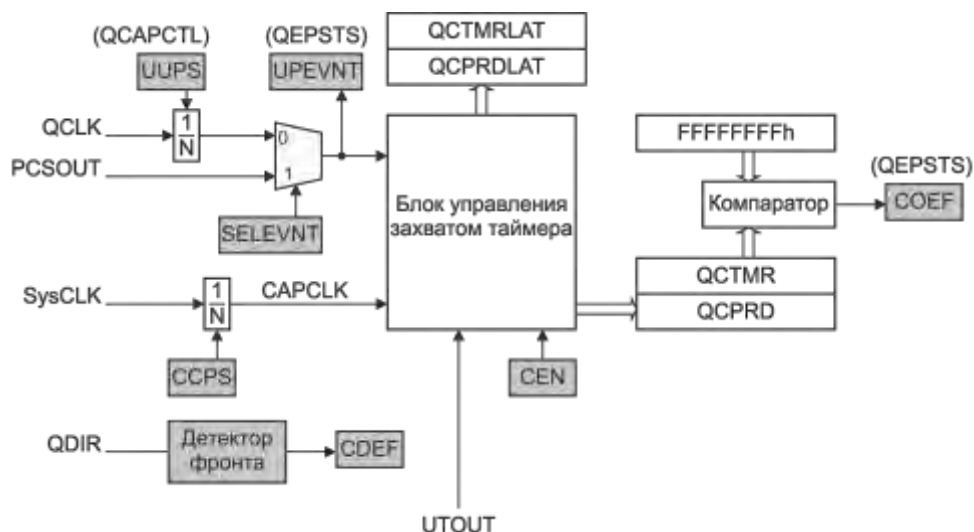 QCTMRLAT
QCPRDLAT
(QCAPCTL)
(QEPSTS)
UUPS
UPEVNT
QCLK
1
N
0
PCSOUT
1
SELEVNT
Блок управления
захватом таймера
FFFFFFFFh
(QEPSTS)
Компаратор
COEF
SysCLK
1
N
CAPCLK
QCTMR
QCPRD
CCPS
CEN
QDIR
Детектор
фронта
CDEF
UTOUT